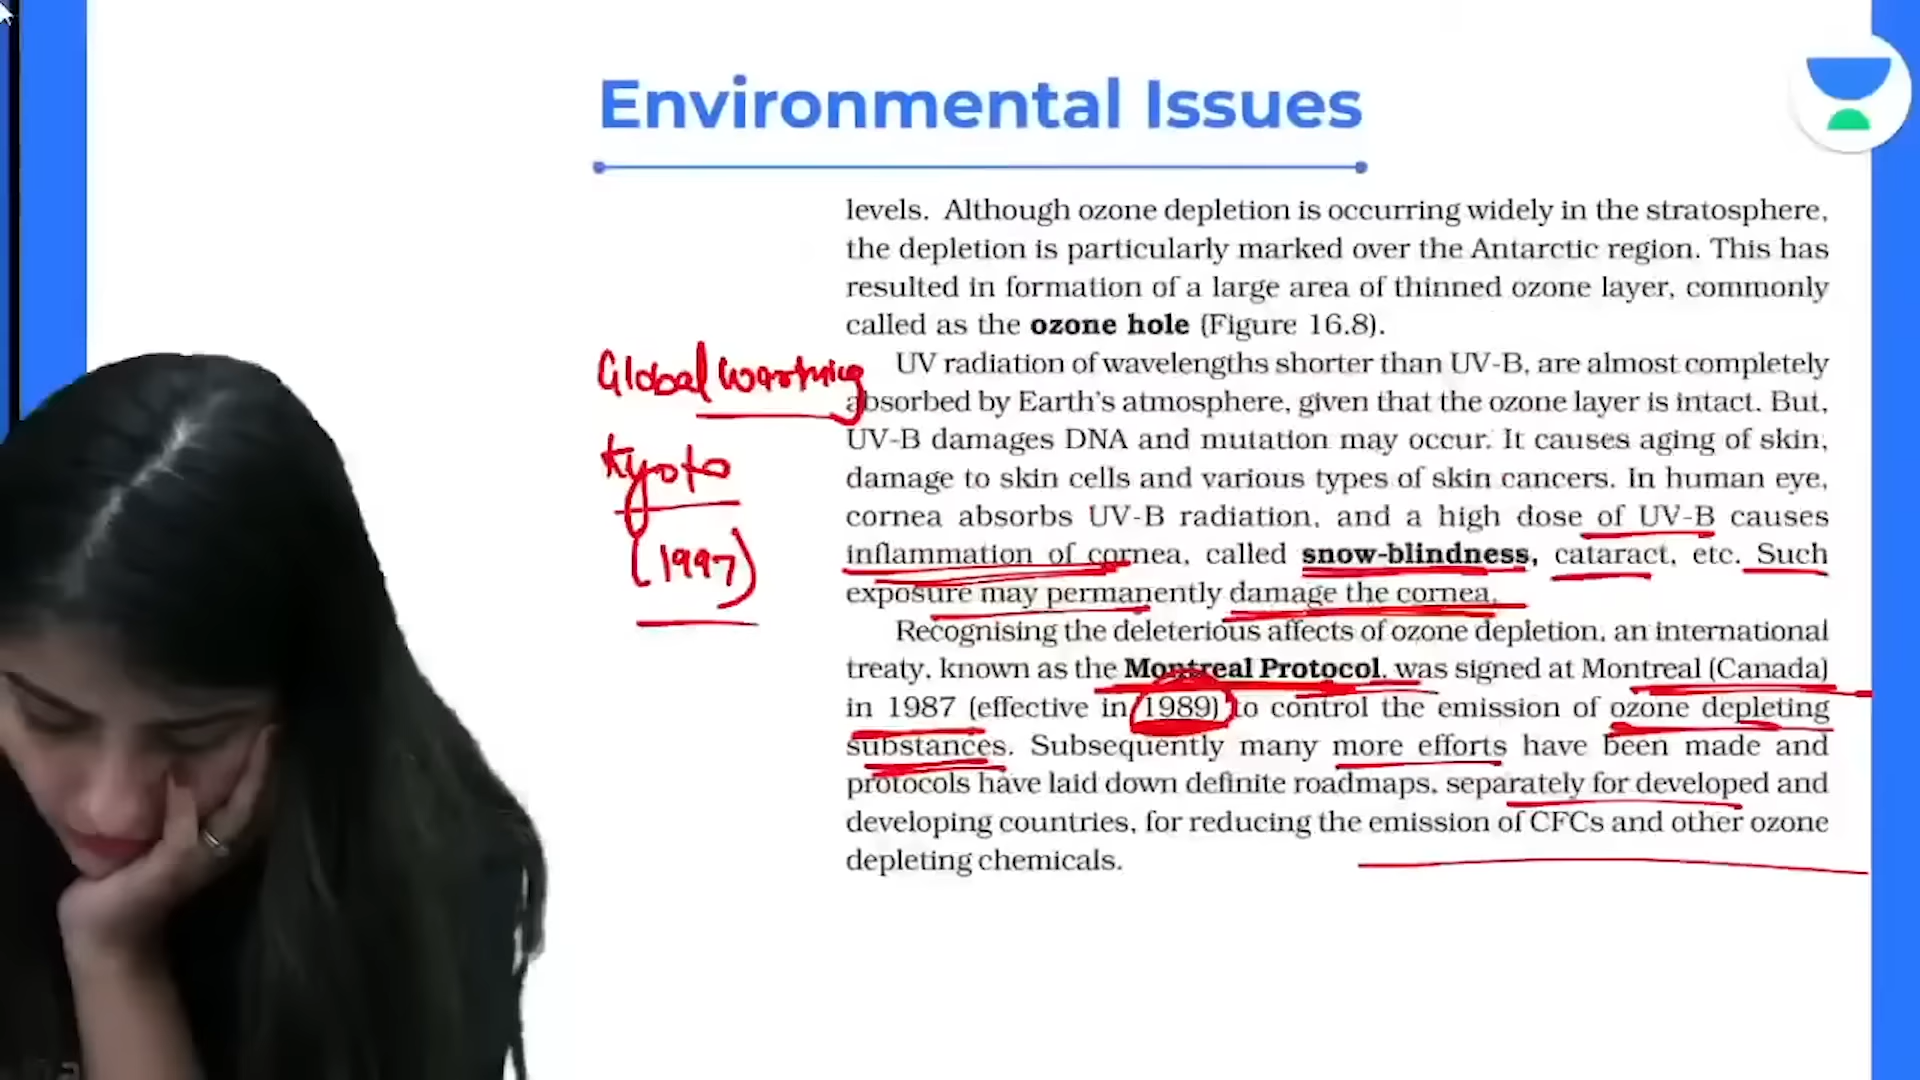 Environmental Issues
levels. Although ozone depletion is occurring widely in the stratosphere,
the depletion is particularly marked over the Antarctic region. This has
resulted in formation of a large area of thinned ozone layer, commonly
called as the ozone hole (Figure 16.8).
UV radiation of wavelengths shorter than UV-B, are almost completely
absorbed by Earth's atmosphere, given that the ozone layer is intact. But,
UV-B damages DNA and mutation may occur. It causes aging of skin,
damage to skin cells and various types of skin cancers. In human eye,
cornea absorbs UV-B radiation, and a high dose of UV-B causes
inflammation of cornea, called snow-blindness, cataract, etc. Such
exposure may permanently damage the cornea.
Recognising the deleterious affects of ozone depletion, an international
treaty, known as the Montreal Protocol, was signed at Montreal (Canada)
in 1987 (effective in 1989) to control the emission of ozone depleting
substances. Subsequently many more efforts have been made and
protocols have laid down definite roadmaps, separately for developed and
developing countries, for reducing the emission of CFCs and other ozone
depleting chemicals.
Global warming
Kyoto
(1997)